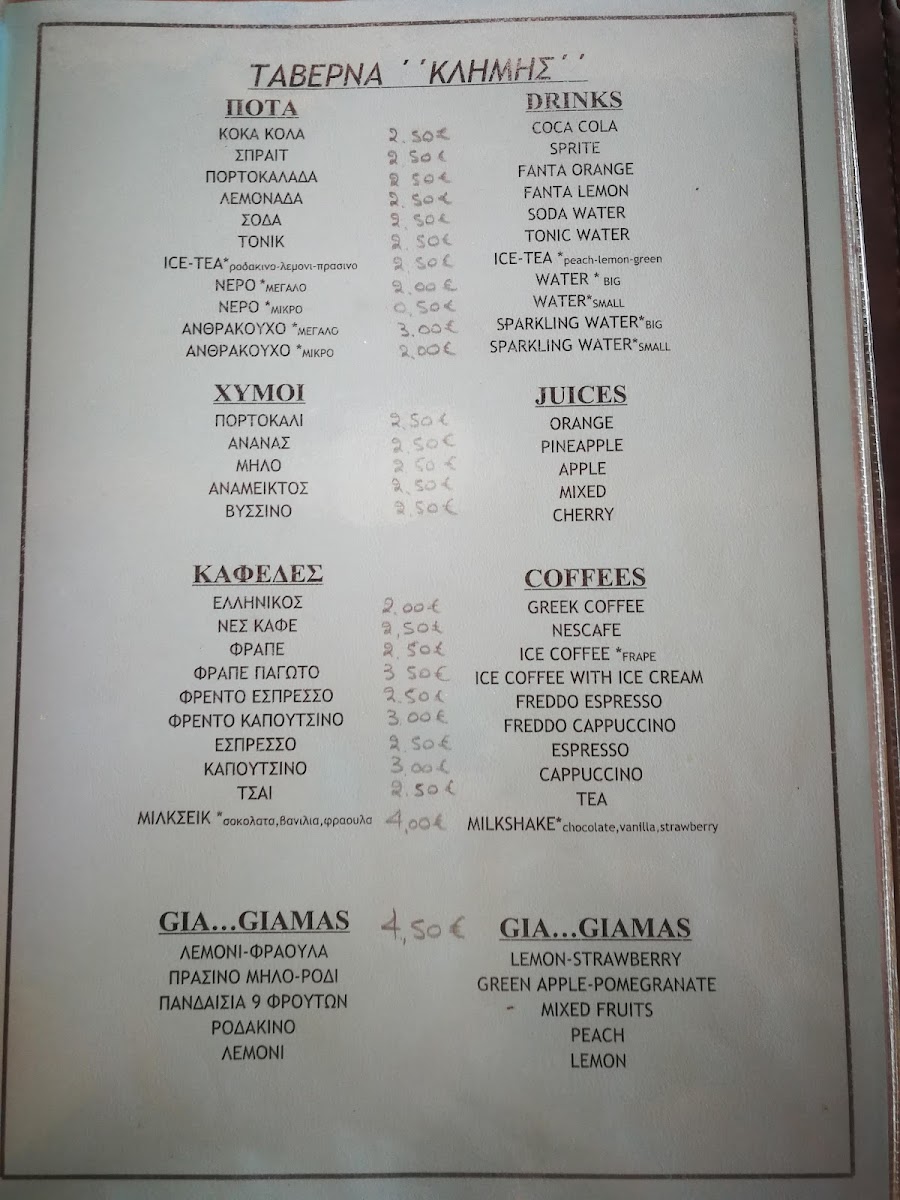 ΤΑΒΕΡΝΑ ΄΄ΚΛΗΜΗΣ΄΄
ΠΟΤΑ DRINKS
ΚΟΚΑ ΚΟΛΑ 2.50€ COCA COLA
ΣΠΡΑΙΤ 2.50€ SPRITE
ΠΟΡΤΟΚΑΛΑΔΑ 2.50€ FANTA ORANGE
ΛΕΜΟΝΑΔΑ 2.50€ FANTA LEMON
ΣΟΔΑ 2.50€ SODA WATER
ΤΟΝΙΚ 2.50€ TONIC WATER
ICE-TEA*ροδακινο-λεμονι-πρασινο 2.50€ ICE-TEA *peach-lemon-green
ΝΕΡΟ *ΜΕΓΑΛΟ 2.00€ WATER * BIG
ΝΕΡΟ *ΜΙΚΡΟ 0,50€ WATER*SMALL
ΑΝΘΡΑΚΟΥΧΟ *ΜΕΓΑΛΟ 3.00€ SPARKLING WATER*BIG
ΑΝΘΡΑΚΟΥΧΟ *ΜΙΚΡΟ 2,00€ SPARKLING WATER*SMALL
ΧΥΜΟΙ JUICES
ΠΟΡΤΟΚΑΛΙ 2.50€ ORANGE
ΑΝΑΝΑΣ 2.50€ PINEAPPLE
ΜΗΛΟ 2.50€ APPLE
ΑΝΑΜΕΙΚΤΟΣ 2.50€ MIXED
ΒΥΣΣΙΝΟ 2.50€ CHERRY
ΚΑΦΕΔΕΣ COFFEES
ΕΛΛΗΝΙΚΟΣ 2.00€ GREEK COFFEE
ΝΕΣ ΚΑΦΕ 2,50€ NESCAFE
ΦΡΑΠΕ 2.50€ ICE COFFEE *FRAPE
ΦΡΑΠΕ ΠΑΓΩΤΟ 3.50€ ICE COFFEE WITH ICE CREAM
ΦΡΕΝΤΟ ΕΣΠΡΕΣΣΟ 2.50€ FREDDO ESPRESSO
ΦΡΕΝΤΟ ΚΑΠΟΥΤΣΙΝΟ 3.00€ FREDDO CAPPUCCINO
ΕΣΠΡΕΣΣΟ 2.50€ ESPRESSO
ΚΑΠΟΥΤΣΙΝΟ 3.00€ CAPPUCCINO
ΤΣΑΙ 2.50€ TEA
ΜΙΛΚΣΕΙΚ *σοκολατα,βανιλια,φραουλα 4,00€ MILKSHAKE*chocolate,vanilla,strawberry
GIA...GIAMAS 4,50€ GIA...GIAMAS
ΛΕΜΟΝΙ-ΦΡΑΟΥΛΑ LEMON-STRAWBERRY
ΠΡΑΣΙΝΟ ΜΗΛΟ-ΡΟΔΙ GREEN APPLE-POMEGRANATE
ΠΑΝΔΑΙΣΙΑ 9 ΦΡΟΥΤΩΝ MIXED FRUITS
ΡΟΔΑΚΙΝΟ PEACH
ΛΕΜΟΝΙ LEMON